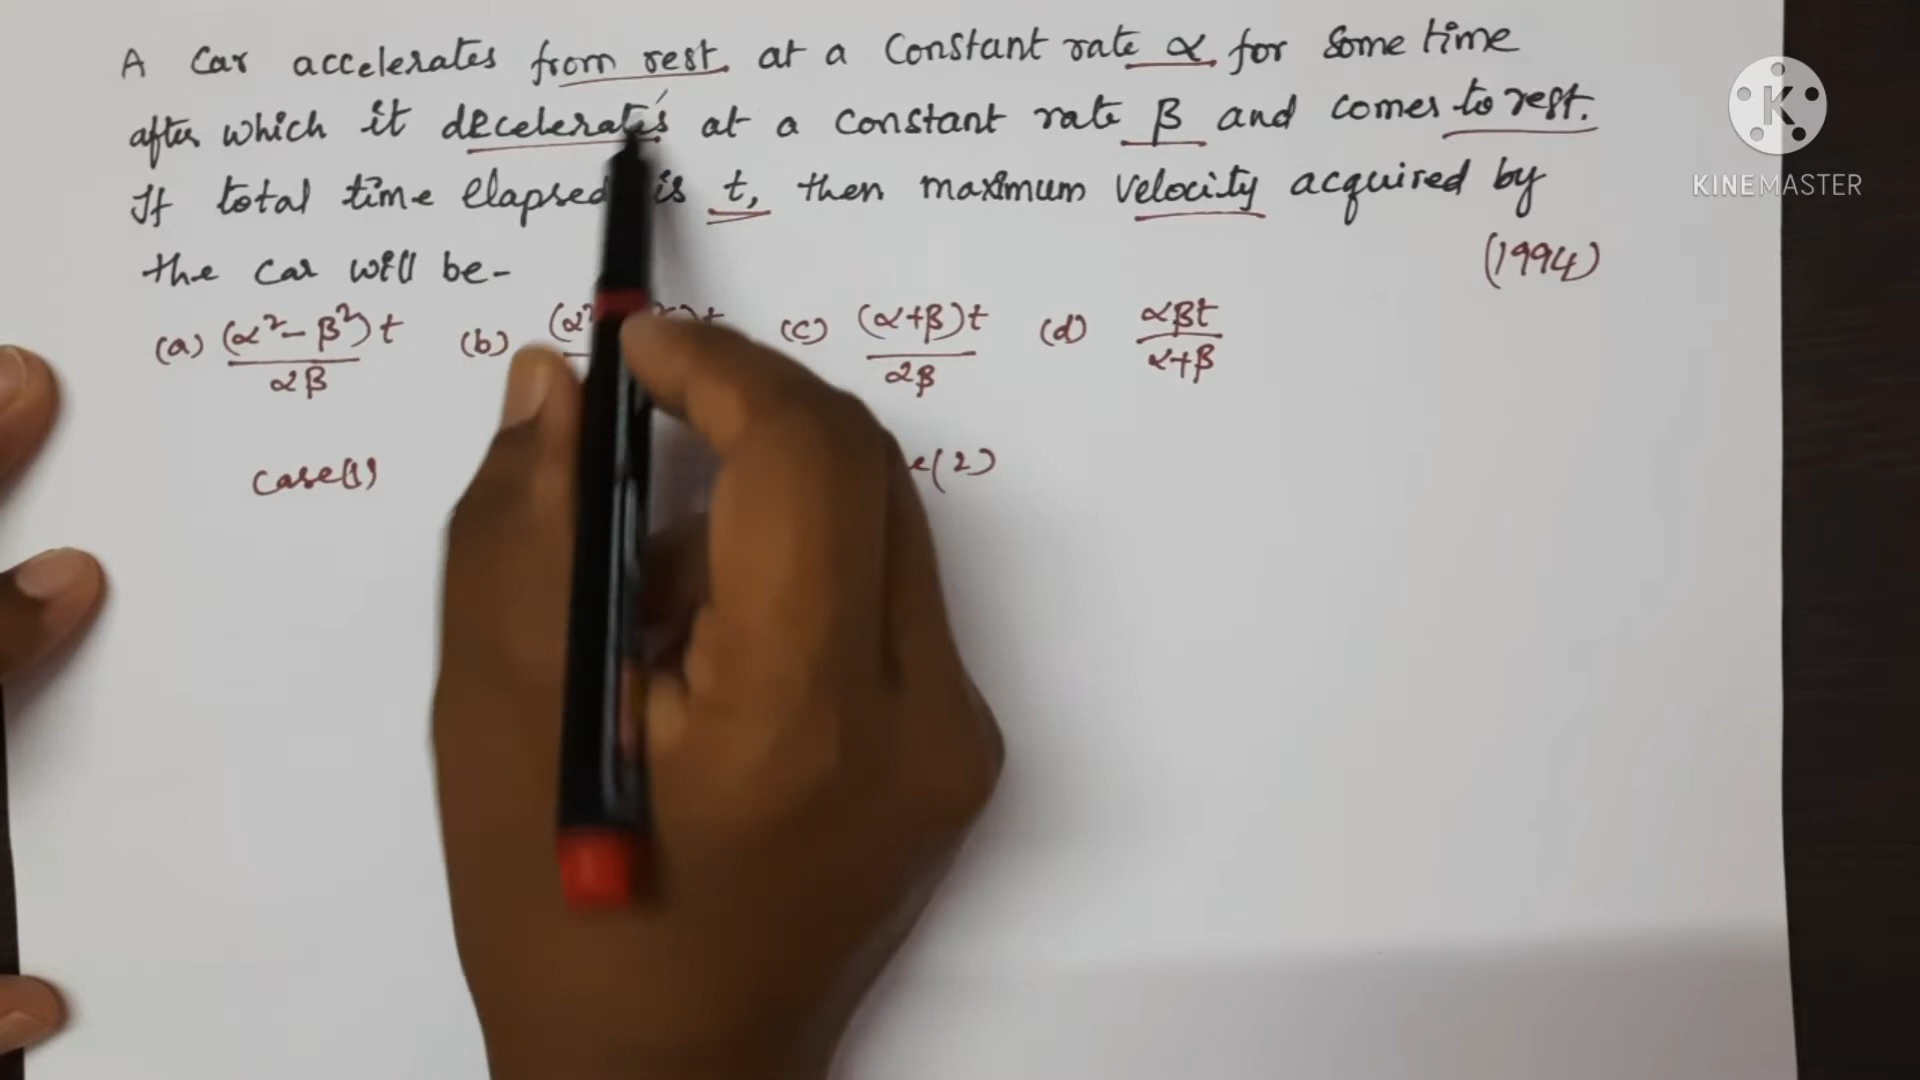 A Car accelerates from rest at a Constant rate α for some time
after which it decelerates at a constant rate β and comes to rest.
If total time elapsed is t, then maximum velocity acquired by
the car will be-
(1994)
(a) (α²-β²)t / αβ (b) (α² ²)t (c) (α+β)t / αβ (d) αβt / α+β
case(1) e(2)
K
KINEMASTER